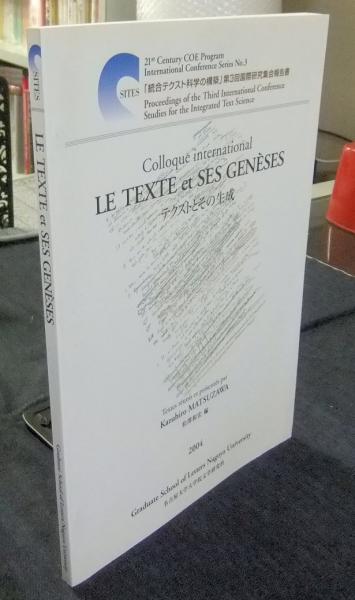 SITES
21st Century COE Program
International Conference Series No.3
「統合テクスト科学の構築」第3回国際研究集会報告書
Proceedings of the Third International Conference
Studies for the Integrated Text Science
Colloque international
LE TEXTE et SES GENÈSES
テクストとその生成
Textes réunis et présentés par
Kazuhiro MATSUZAWA
松澤和宏 編
2004
Graduate School of Letters Nagoya University
名古屋大学大学院文学研究科
SITES
LE TEXTE et SES GENÈSES
Graduate School of Letters Nagoya University